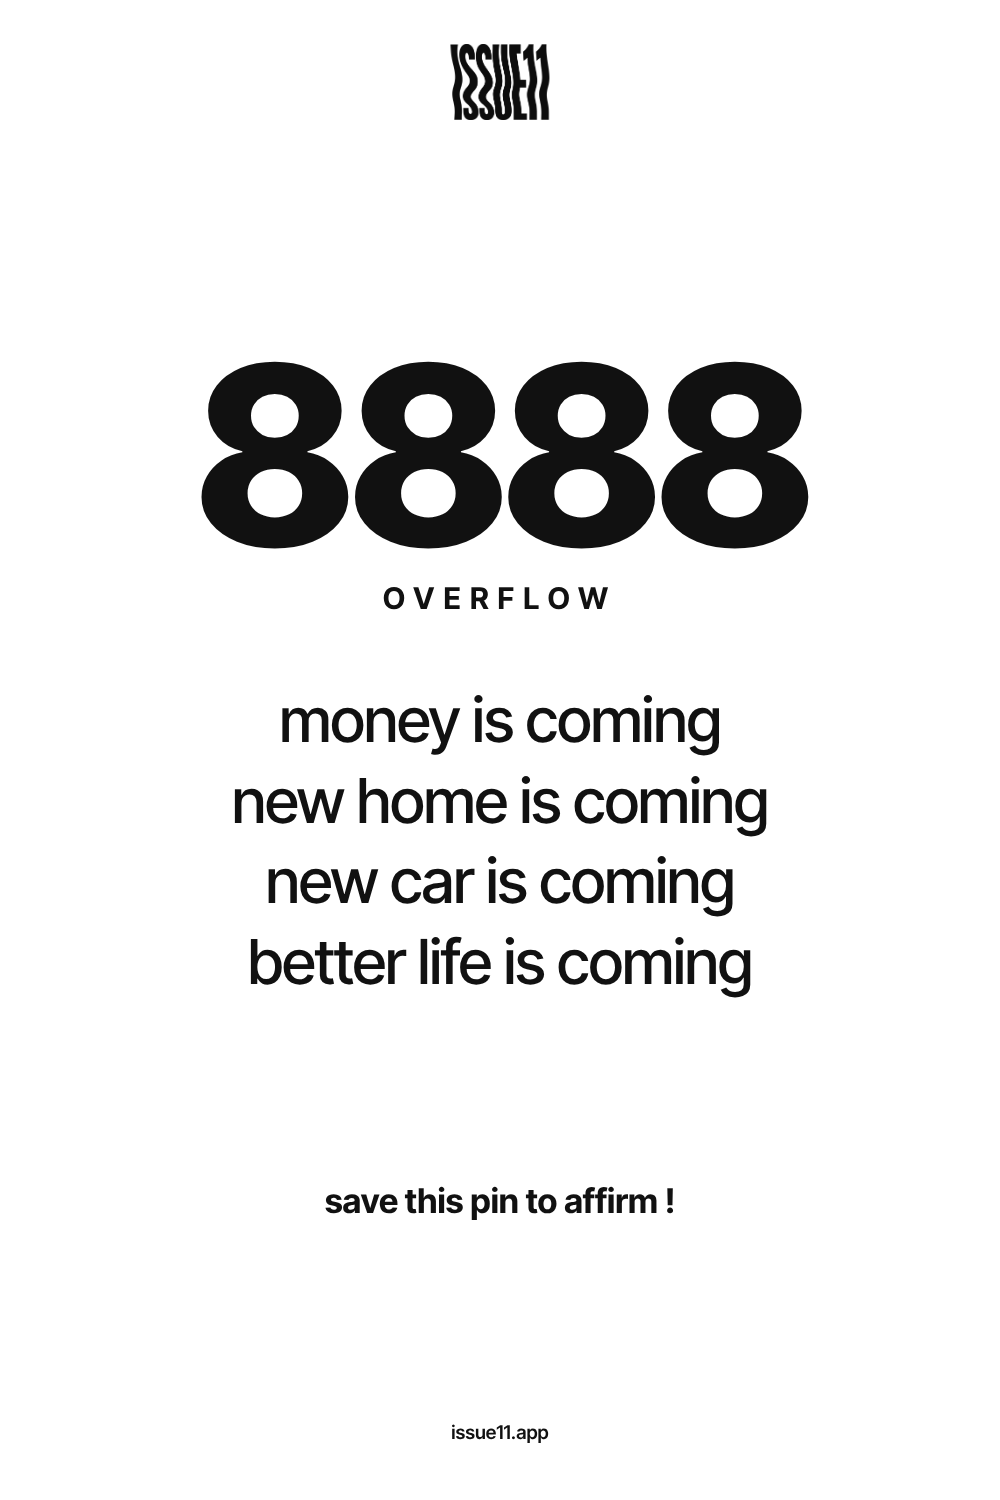 ISSUE11
8888
OVERFLOW
money is coming
new home is coming
new car is coming
better life is coming
save this pin to affirm !
issue11.app